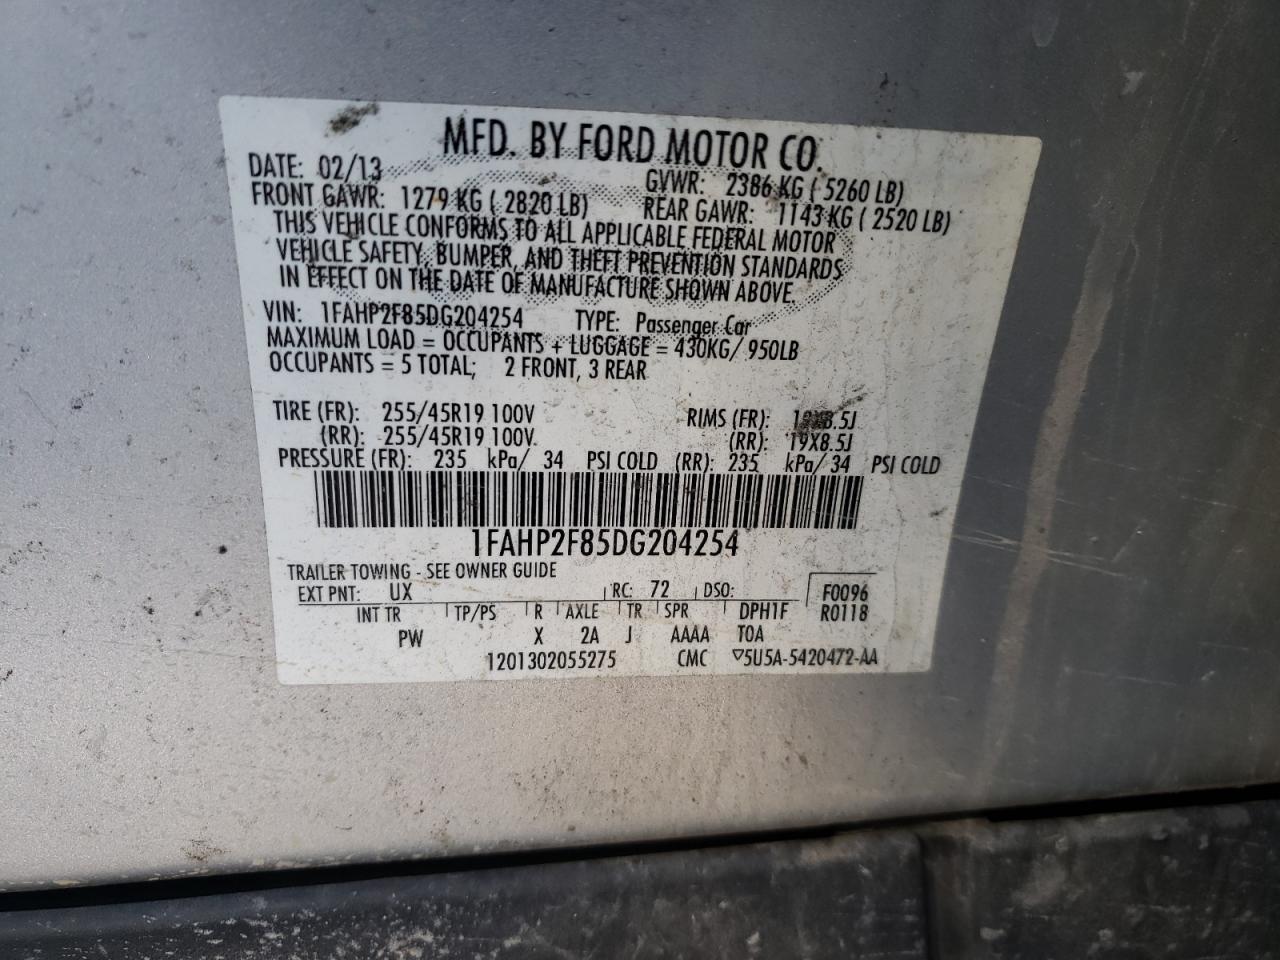 MFD. BY FORD MOTOR CO.
DATE: 02/13 GVWR: 2386 KG ( 5260 LB)
FRONT GAWR: 1279 KG ( 2820 LB) REAR GAWR: 1143 KG ( 2520 LB)
THIS VEHICLE CONFORMS TO ALL APPLICABLE FEDERAL MOTOR
VEHICLE SAFETY, BUMPER, AND THEFT PREVENTION STANDARDS
IN EFFECT ON THE DATE OF MANUFACTURE SHOWN ABOVE.
VIN: 1FAHP2F85DG204254 TYPE: Passenger Car
MAXIMUM LOAD = OCCUPANTS + LUGGAGE = 430KG/ 950LB
OCCUPANTS = 5 TOTAL; 2 FRONT, 3 REAR
TIRE (FR): 255/45R19 100V RIMS (FR): 19X8.5J
(RR): 255/45R19 100V (RR): 19X8.5J
PRESSURE (FR): 235 kPa/ 34 PSI COLD (RR): 235 kPa/ 34 PSI COLD
1FAHP2F85DG204254
TRAILER TOWING - SEE OWNER GUIDE
EXT PNT: UX RC: 72 DSO: F0096
INT TR TP/PS R AXLE TR SPR DPH1F R0118
PW X 2A J AAAA TOA
1201302055275 CMC ▽5U5A-5420472-AA